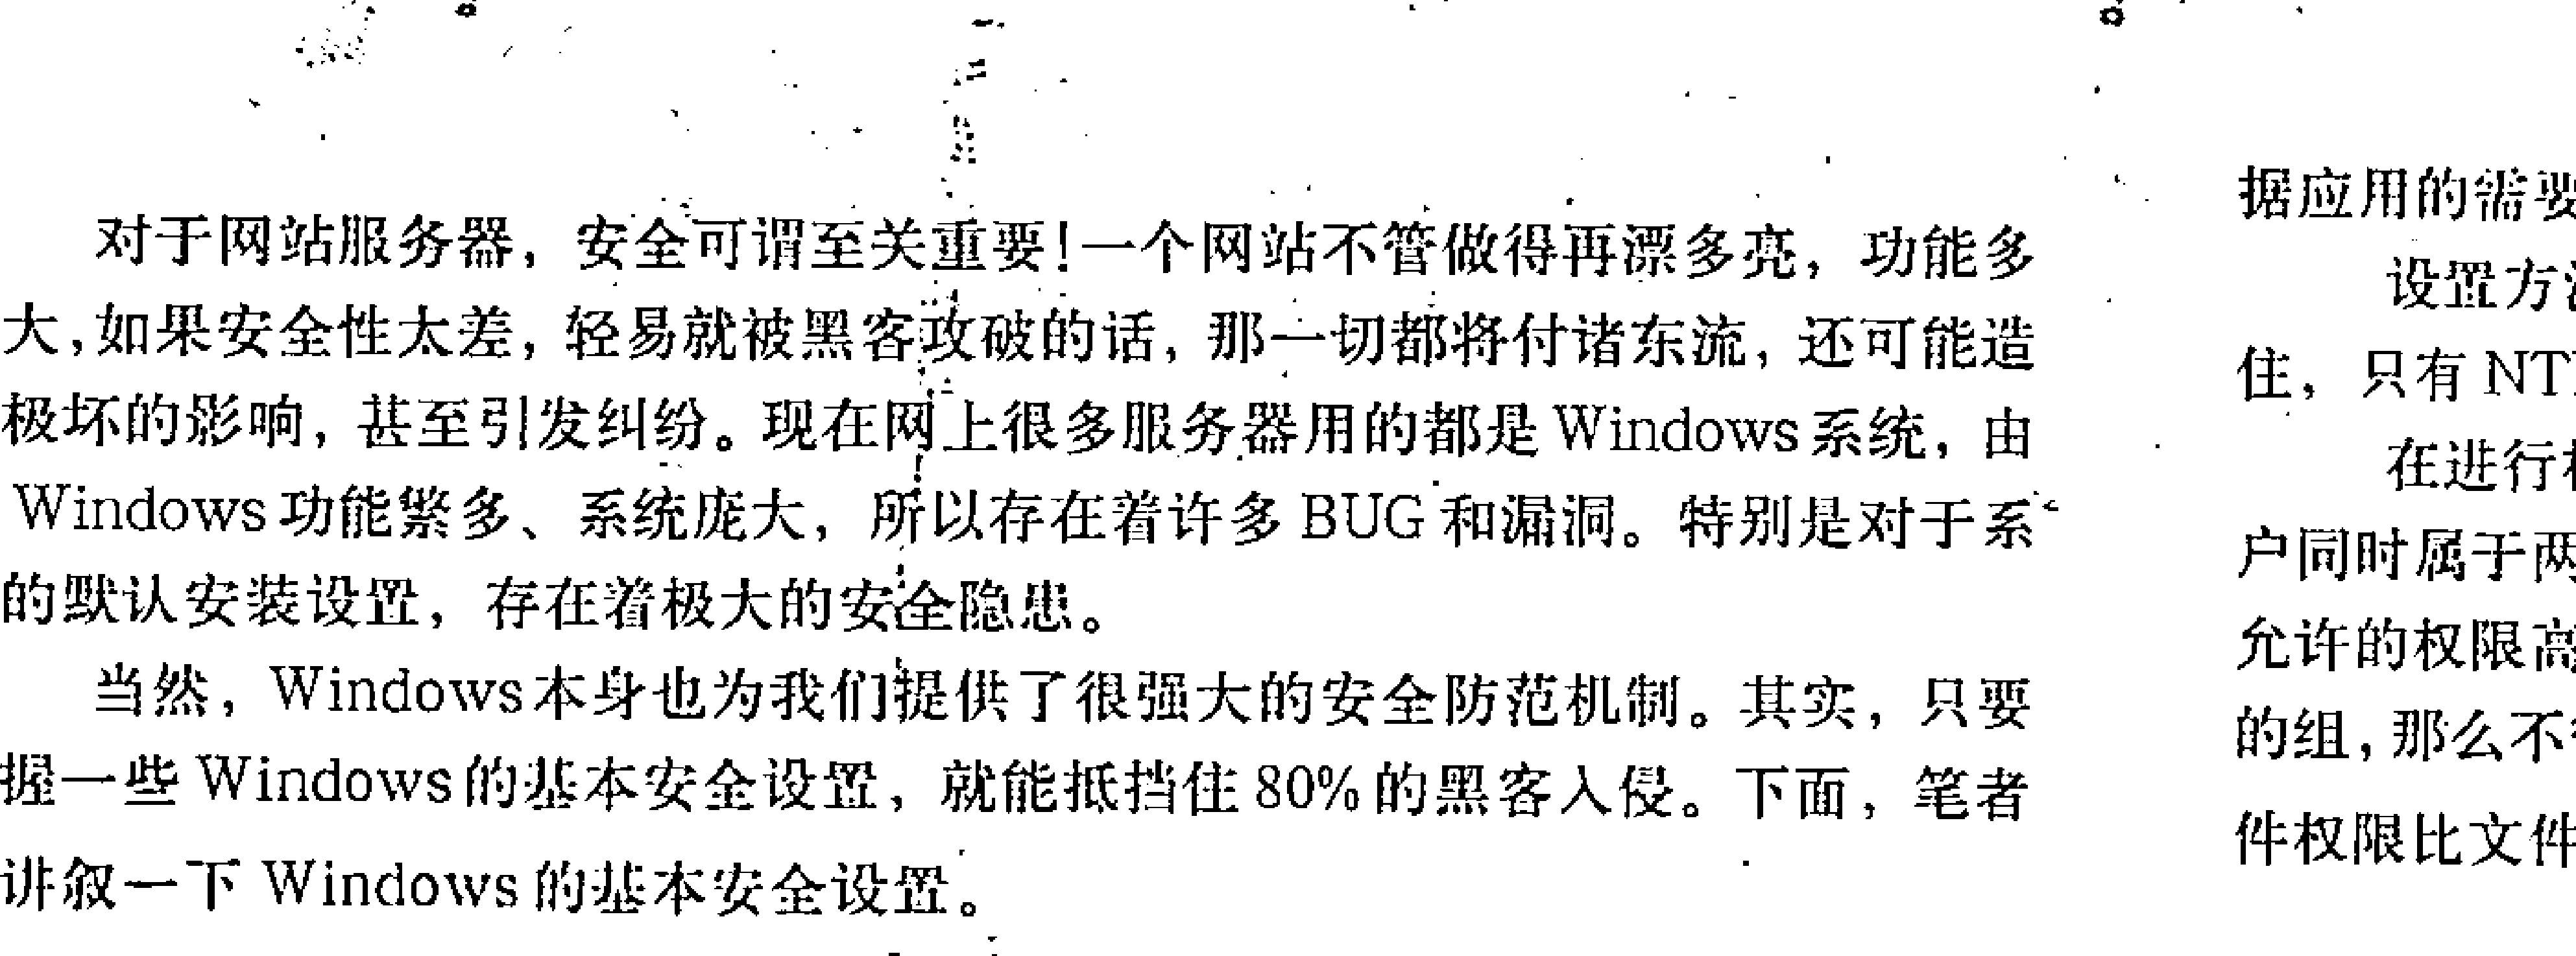 对于网站服务器，安全可谓至关重要！一个网站不管做得再漂多亮，功能多
大，如果安全性太差，轻易就被黑客攻破的话，那一切都将付诸东流，还可能造
极坏的影响，甚至引发纠纷。现在网上很多服务器用的都是Windows系统，由
Windows功能繁多、系统庞大，所以存在着许多BUG和漏洞。特别是对于系
的默认安装设置，存在着极大的安全隐患。
当然，Windows本身也为我们提供了很强大的安全防范机制。其实，只要
握一些Windows的基本安全设置，就能抵挡住80%的黑客入侵。下面，笔者
讲叙一下Windows的基本安全设置。
据应用的需要
设置方法
住，只有NT
在进行
户同时属于两
允许的权限高
的组，那么不
件权限比文件